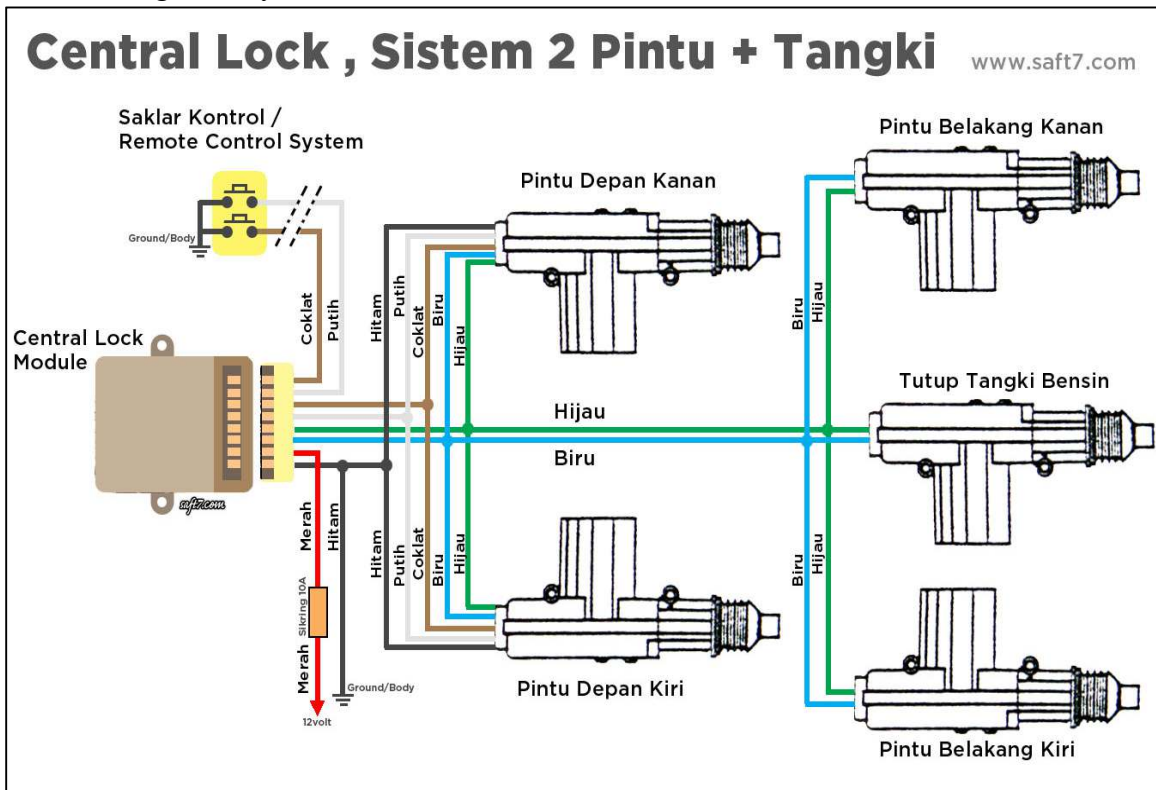 Central Lock , Sistem 2 Pintu + Tangki www.saft7.com
Saklar Kontrol /
Remote Control System
Ground/Body
Coklat
Putih
Central Lock
Module
saft7.com
Merah
Hitam
Sikring 10A
Merah
12volt
Ground/Body
Pintu Depan Kanan
Hitam
Putih
Coklat
Biru
Hijau
Hijau
Biru
Hitam
Putih
Coklat
Biru
Hijau
Pintu Depan Kiri
Pintu Belakang Kanan
Biru
Hijau
Tutup Tangki Bensin
Biru
Hijau
Pintu Belakang Kiri